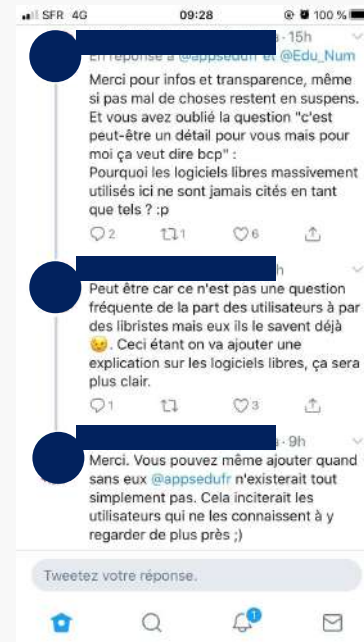 SFR 4G 09:28 100 %
· 15h
En réponse à @appsedufr et @Edu_Num
Merci pour infos et transparence, même
si pas mal de choses restent en suspens.
Et vous avez oublié la question "c'est
peut-être un détail pour vous mais pour
moi ça veut dire bcp" :
Pourquoi les logiciels libres massivement
utilisés ici ne sont jamais cités en tant
que tels ? :p
2 1 6
h
Peut être car ce n'est pas une question
fréquente de la part des utilisateurs à par
des libristes mais eux ils le savent déjà
😉. Ceci étant on va ajouter une
explication sur les logiciels libres, ça sera
plus clair.
1 3
· 9h
Merci. Vous pouvez même ajouter quand
sans eux @appsedufr n'existerait tout
simplement pas. Cela inciterait les
utilisateurs qui ne les connaissent à y
regarder de plus près ;)
Tweetez votre réponse.
1